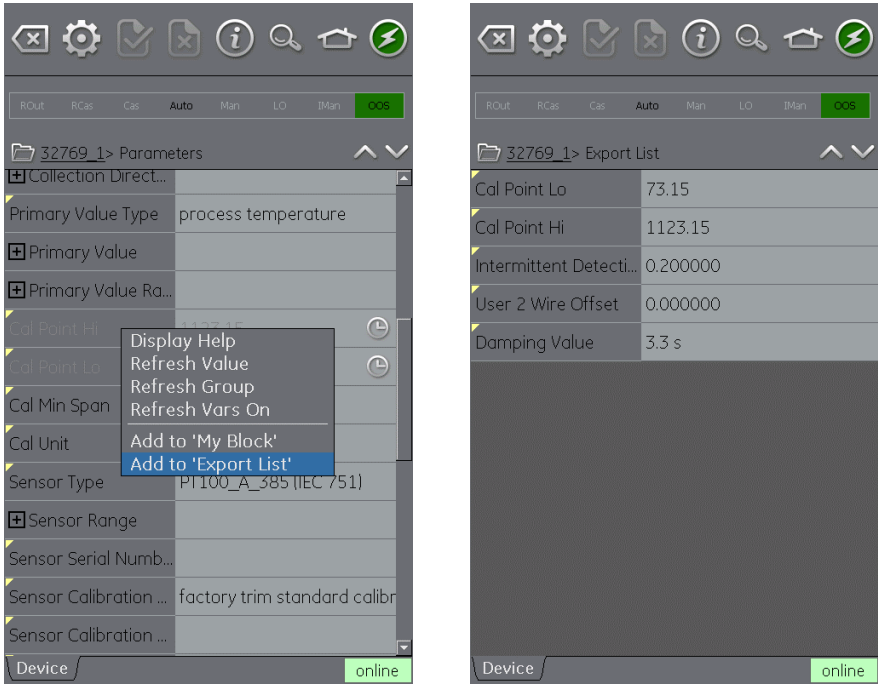 ROut RCas Cas Auto Man LO IMan OOS
32769_1> Parameters
Collection Direct...
Primary Value Type process temperature
Primary Value
Primary Value Ra...
Cal Point Hi 1123.15
Cal Point Lo
Cal Min Span
Cal Unit
Sensor Type PT100_A_385 (IEC 751)
Sensor Range
Sensor Serial Numb...
Sensor Calibration ... factory trim standard calibr
Sensor Calibration ...
Display Help
Refresh Value
Refresh Group
Refresh Vars On
Add to 'My Block'
Add to 'Export List'
Device online
ROut RCas Cas Auto Man LO IMan OOS
32769_1> Export List
Cal Point Lo 73.15
Cal Point Hi 1123.15
Intermittent Detecti... 0.200000
User 2 Wire Offset 0.000000
Damping Value 3.3 s
Device online